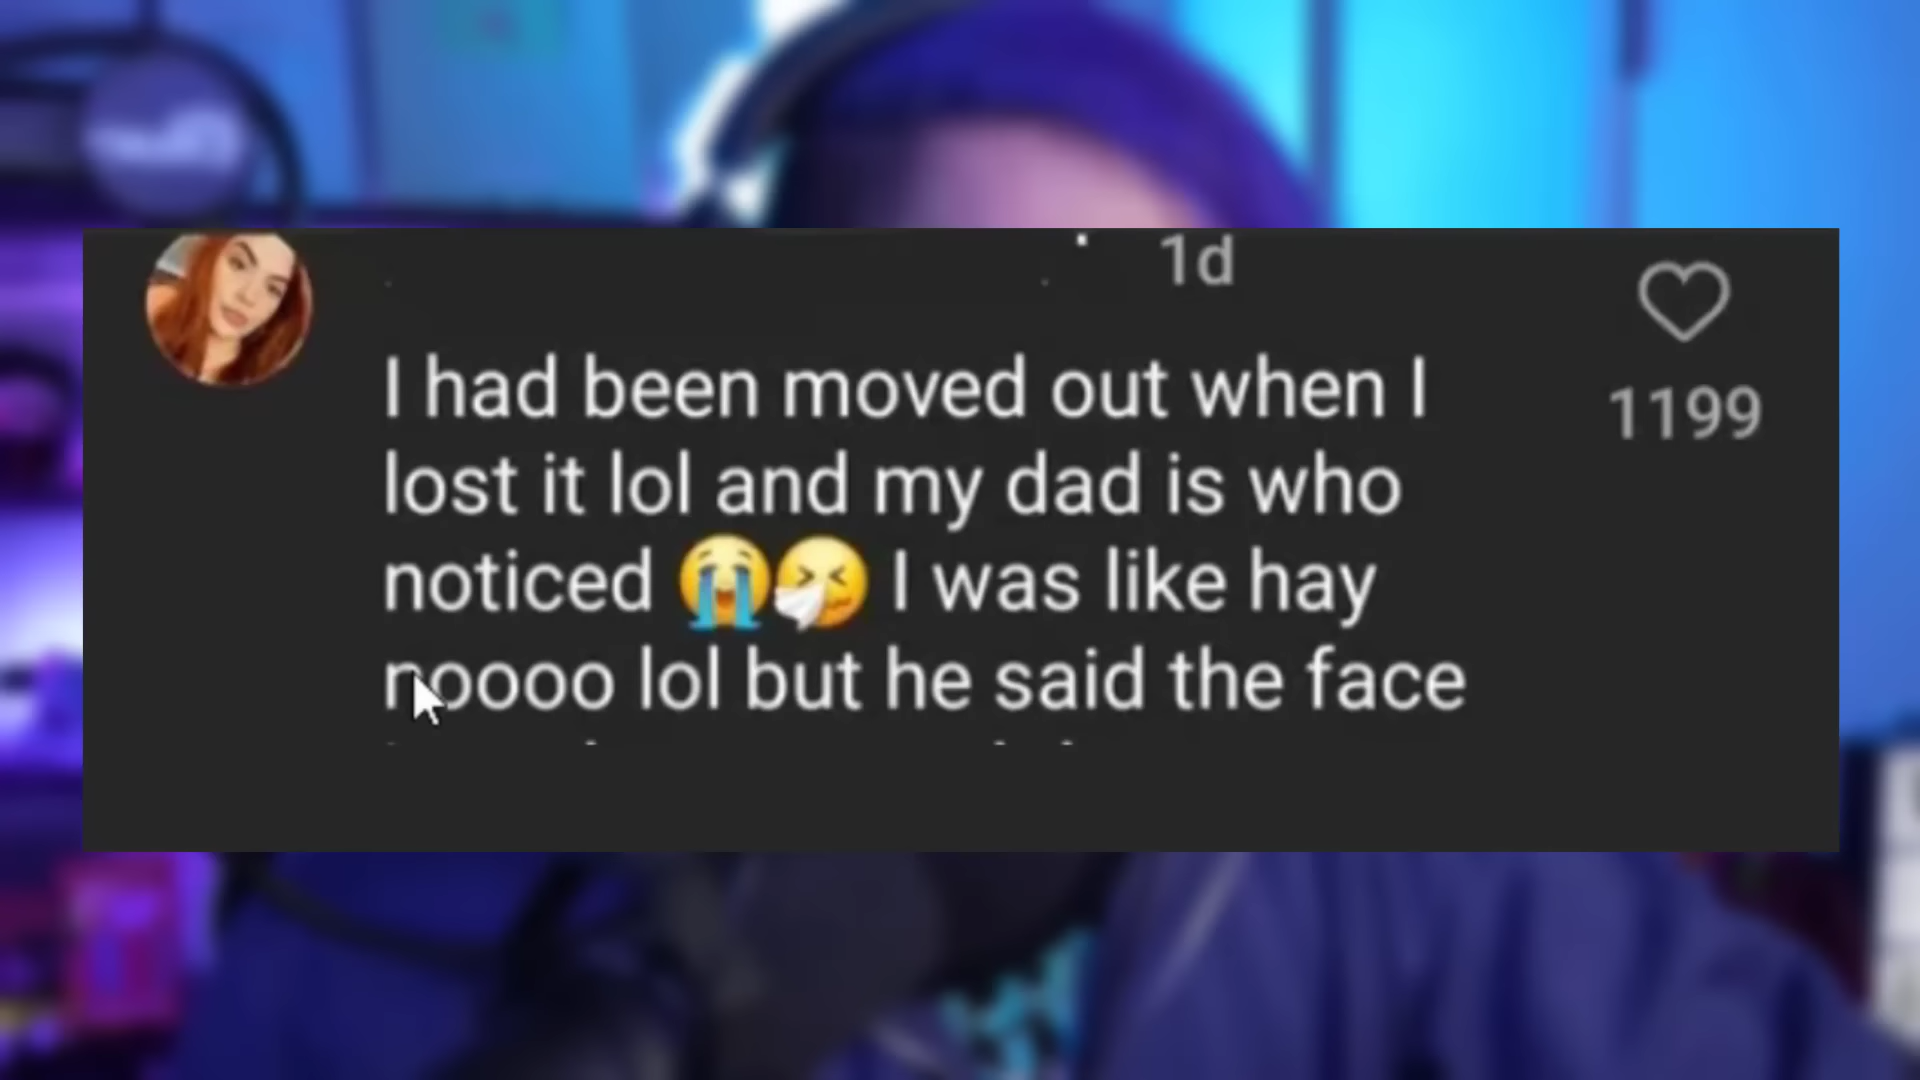 1d
I had been moved out when I
1199
lost it lol and my dad is who
noticed 😭🤧 I was like hay
noooo lol but he said the face